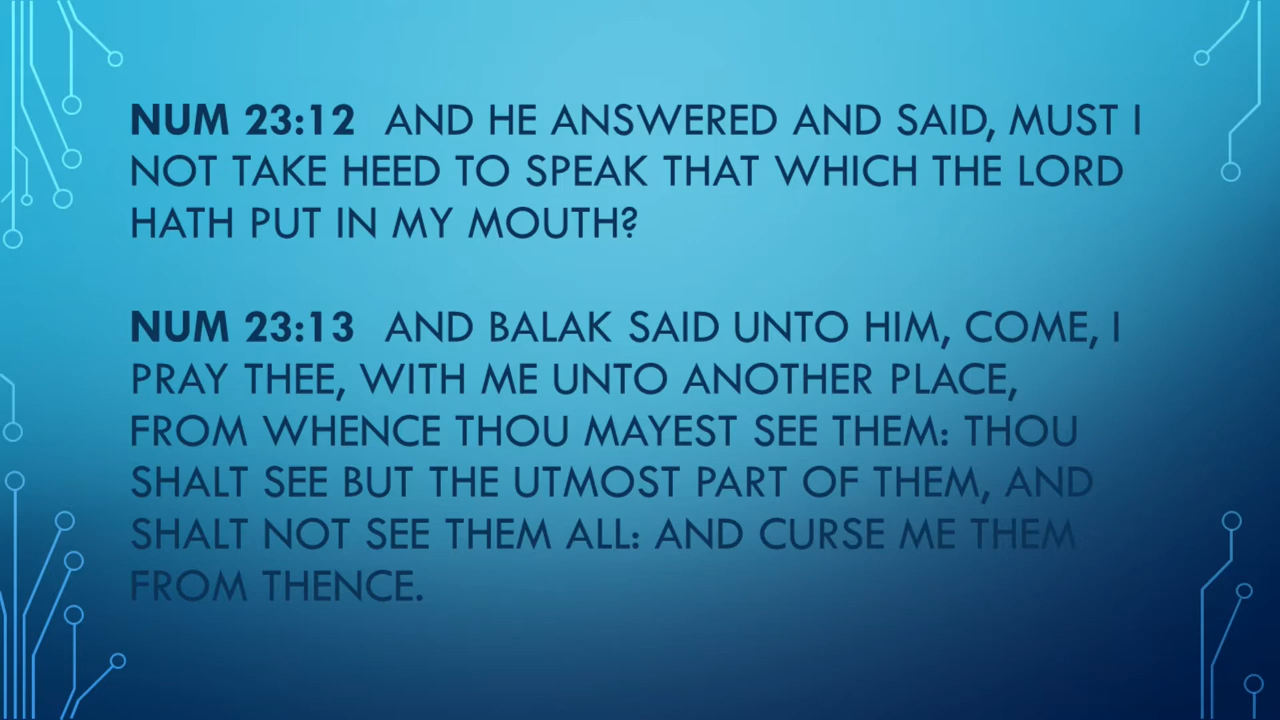 NUM 23:12 AND HE ANSWERED AND SAID, MUST I
NOT TAKE HEED TO SPEAK THAT WHICH THE LORD
HATH PUT IN MY MOUTH?
NUM 23:13 AND BALAK SAID UNTO HIM, COME, I
PRAY THEE, WITH ME UNTO ANOTHER PLACE,
FROM WHENCE THOU MAYEST SEE THEM: THOU
SHALT SEE BUT THE UTMOST PART OF THEM, AND
SHALT NOT SEE THEM ALL: AND CURSE ME THEM
FROM THENCE.